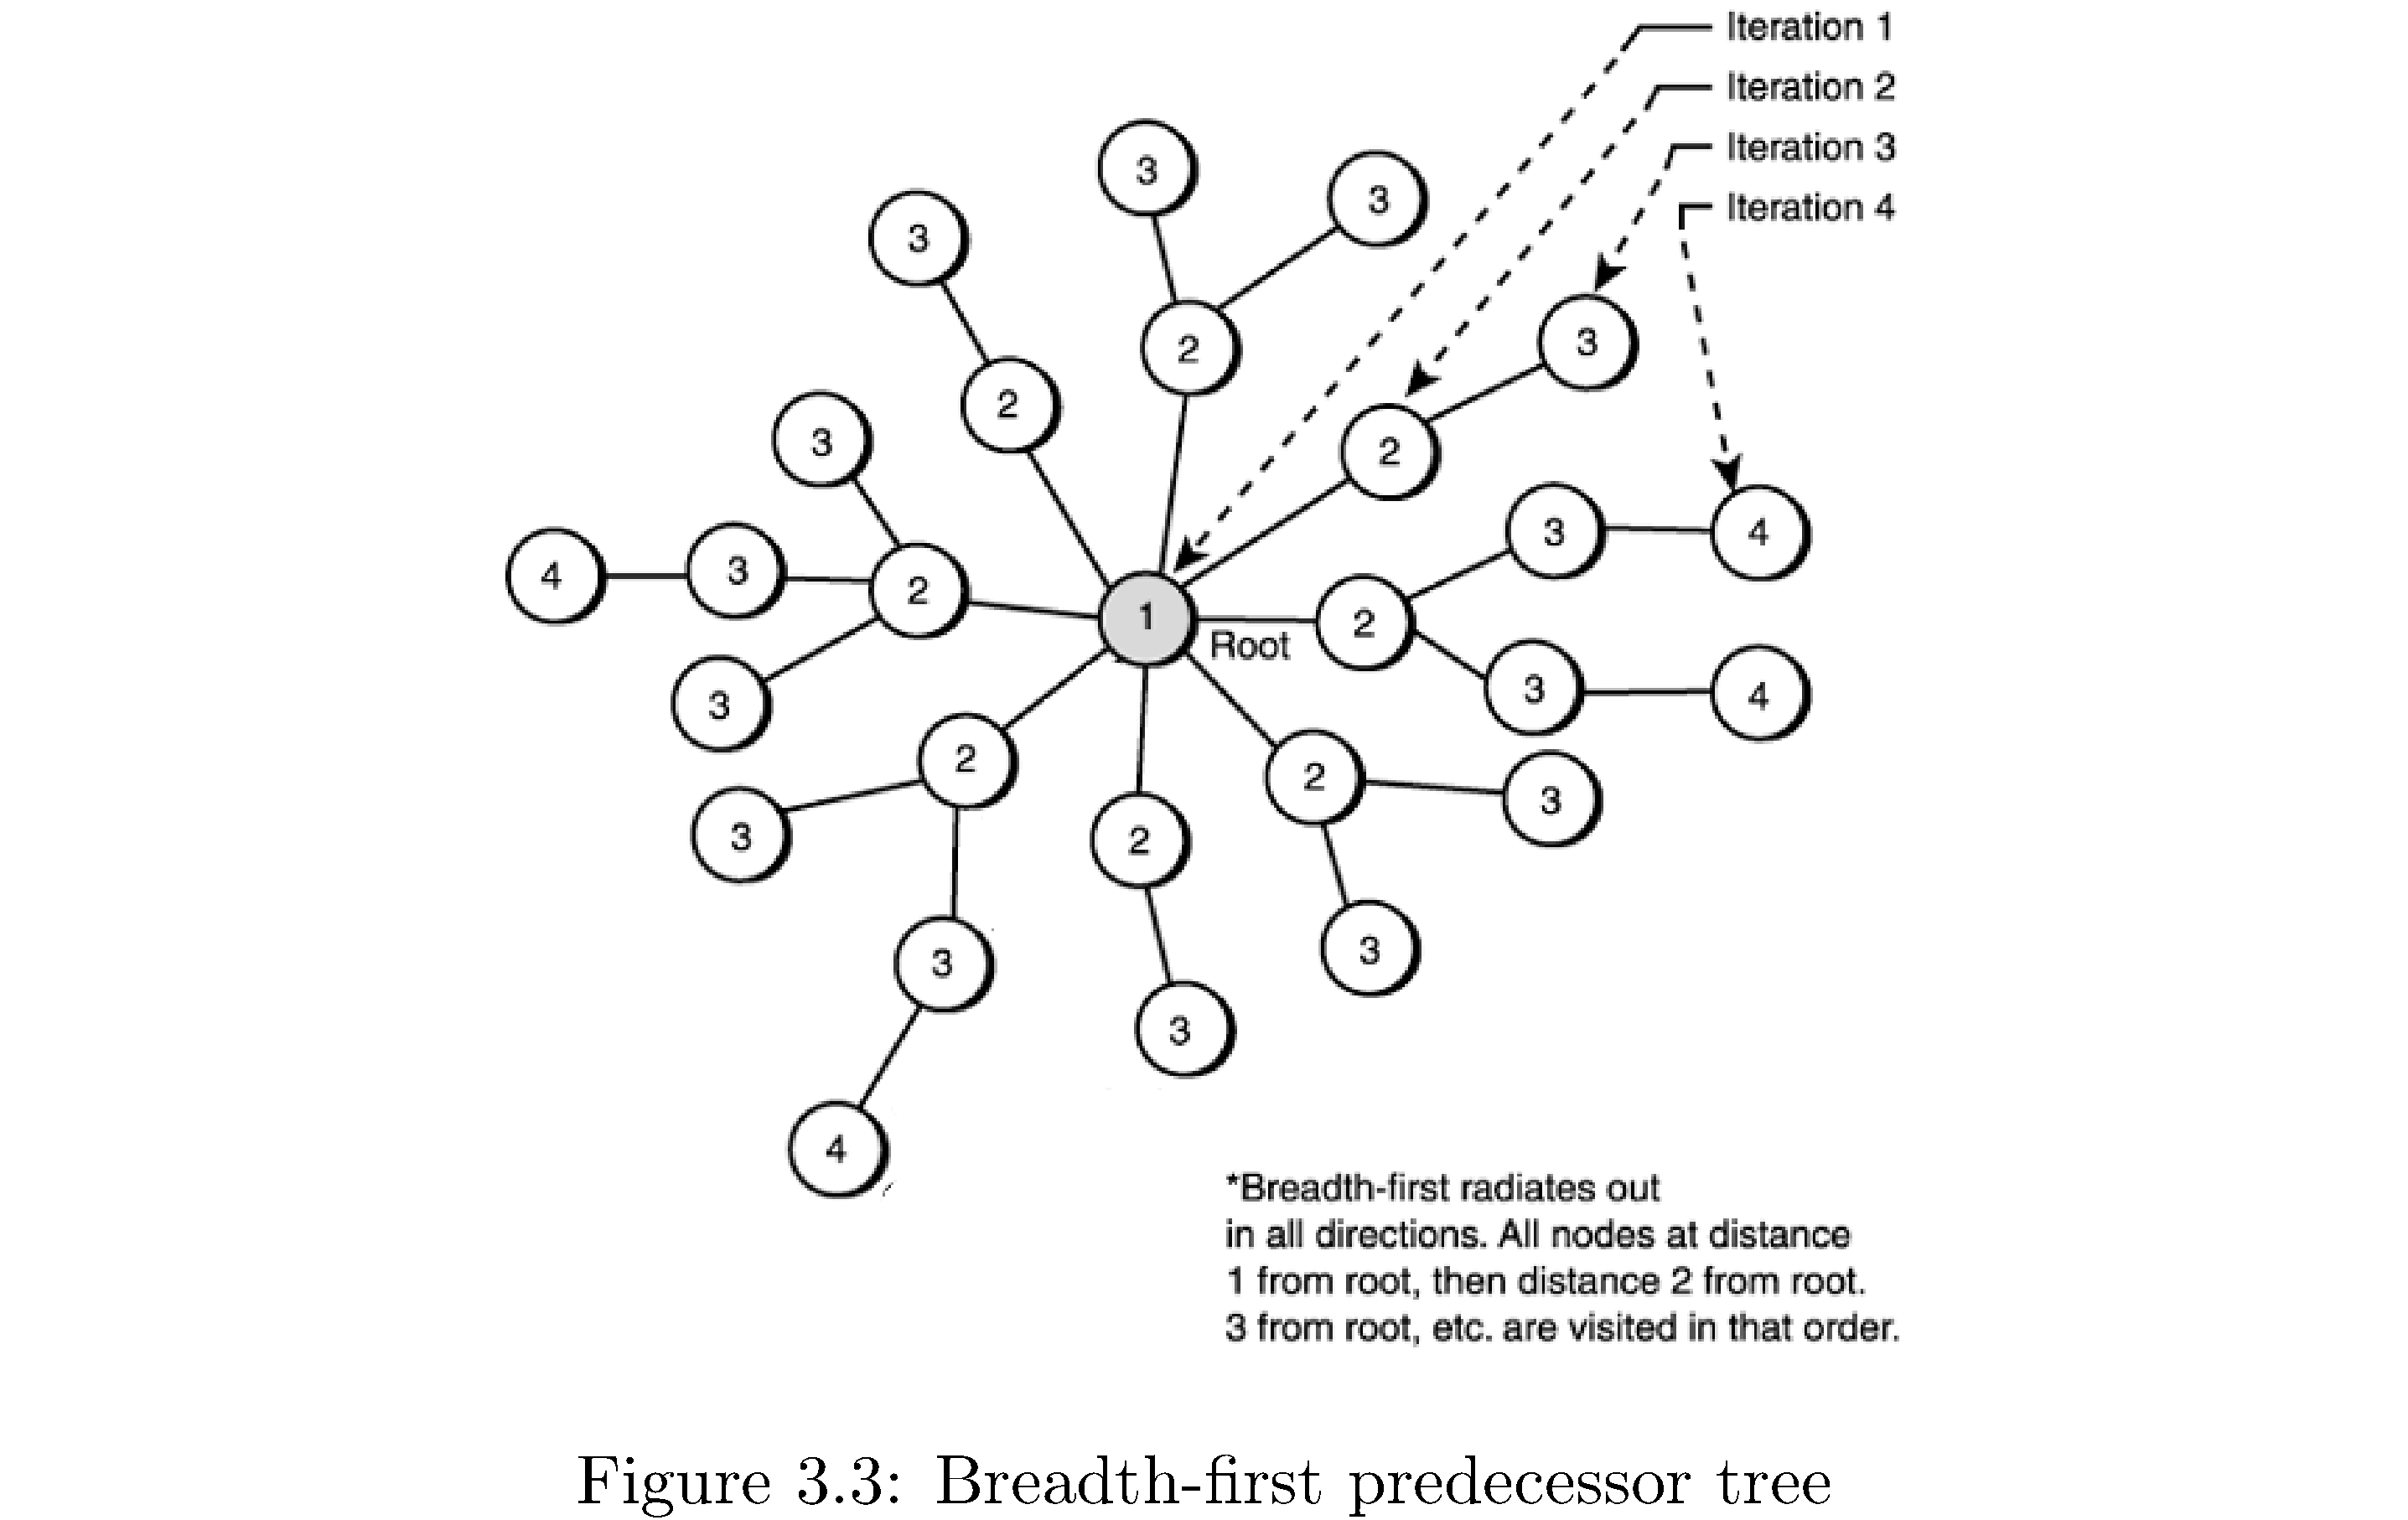 Iteration 1
Iteration 2
Iteration 3
Iteration 4
3
3
3
3
2
3
2
2
3
3
4
4
3
2
1
2
Root
3
4
3
2
2
3
3
2
3
3
3
4
*Breadth-first radiates out
in all directions. All nodes at distance
1 from root, then distance 2 from root.
3 from root, etc. are visited in that order.
Figure 3.3: Breadth-first predecessor tree